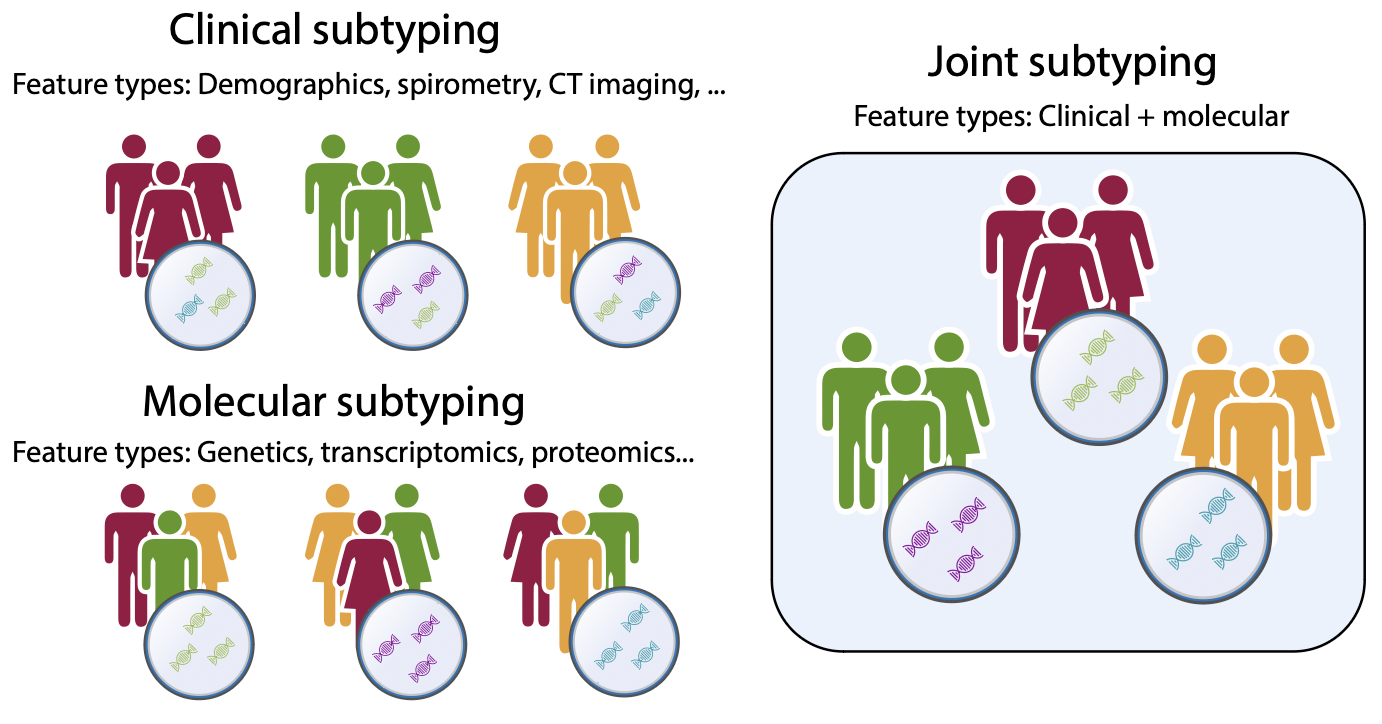 Clinical subtyping
Feature types: Demographics, spirometry, CT imaging, ...
Molecular subtyping
Feature types: Genetics, transcriptomics, proteomics...
Joint subtyping
Feature types: Clinical + molecular